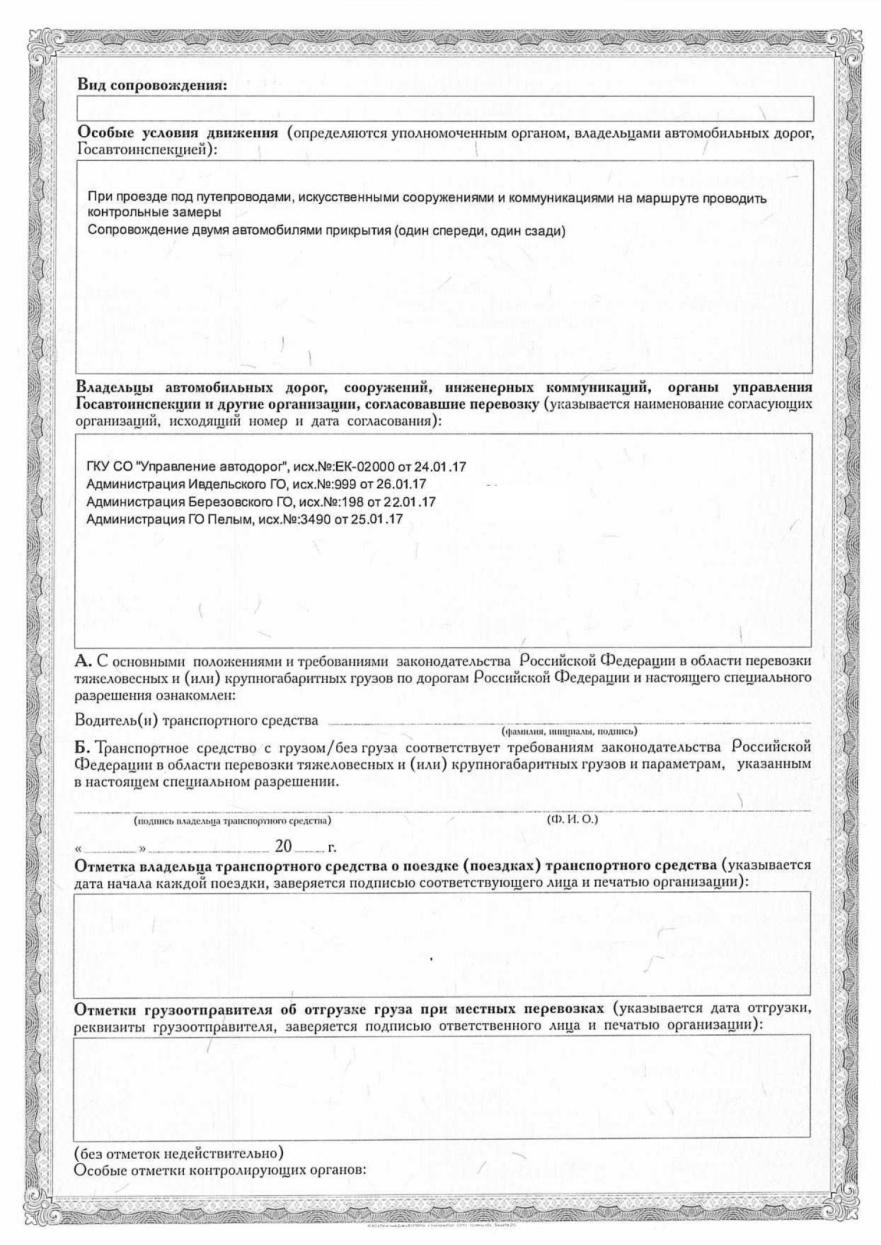 Вид сопровождения:
Особые условия движения (определяются уполномоченным органом, владельцами автомобильных дорог,
Госавтоинспекцией):
При проезде под путепроводами, искусственными сооружениями и коммуникациями на маршруте проводить
контрольные замеры
Сопровождение двумя автомобилями прикрытия (один спереди, один сзади)
Владельцы автомобильных дорог, сооружений, инженерных коммуникаций, органы управления
Госавтоинспекции и другие организации, согласовавшие перевозку (указывается наименование согласующих
организаций, исходящий номер и дата согласования):
ГКУ СО "Управление автодорог", исх.№:ЕК-02000 от 24.01.17
Администрация Ивдельского ГО, исх.№:999 от 26.01.17
Администрация Березовского ГО, исх.№:198 от 22.01.17
Администрация ГО Пелым, исх.№:3490 от 25.01.17
А. С основными положениями и требованиями законодательства Российской Федерации в области перевозки
тяжеловесных и (или) крупногабаритных грузов по дорогам Российской Федерации и настоящего специального
разрешения ознакомлен:
Водитель(и) транспортного средства
(фамилия, инициалы, подпись)
Б. Транспортное средство с грузом/без груза соответствует требованиям законодательства Российской
Федерации в области перевозки тяжеловесных и (или) крупногабаритных грузов и параметрам, указанным
в настоящем специальном разрешении.
(подпись владельца транспортного средства) (Ф. И. О.)
« » 20 г.
Отметка владельца транспортного средства о поездке (поездках) транспортного средства (указывается
дата начала каждой поездки, заверяется подписью соответствующего лица и печатью организации):
Отметки грузоотправителя об отгрузке груза при местных перевозках (указывается дата отгрузки,
реквизиты грузоотправителя, заверяется подписью ответственного лица и печатью организации):
(без отметок недействительно)
Особые отметки контролирующих органов: